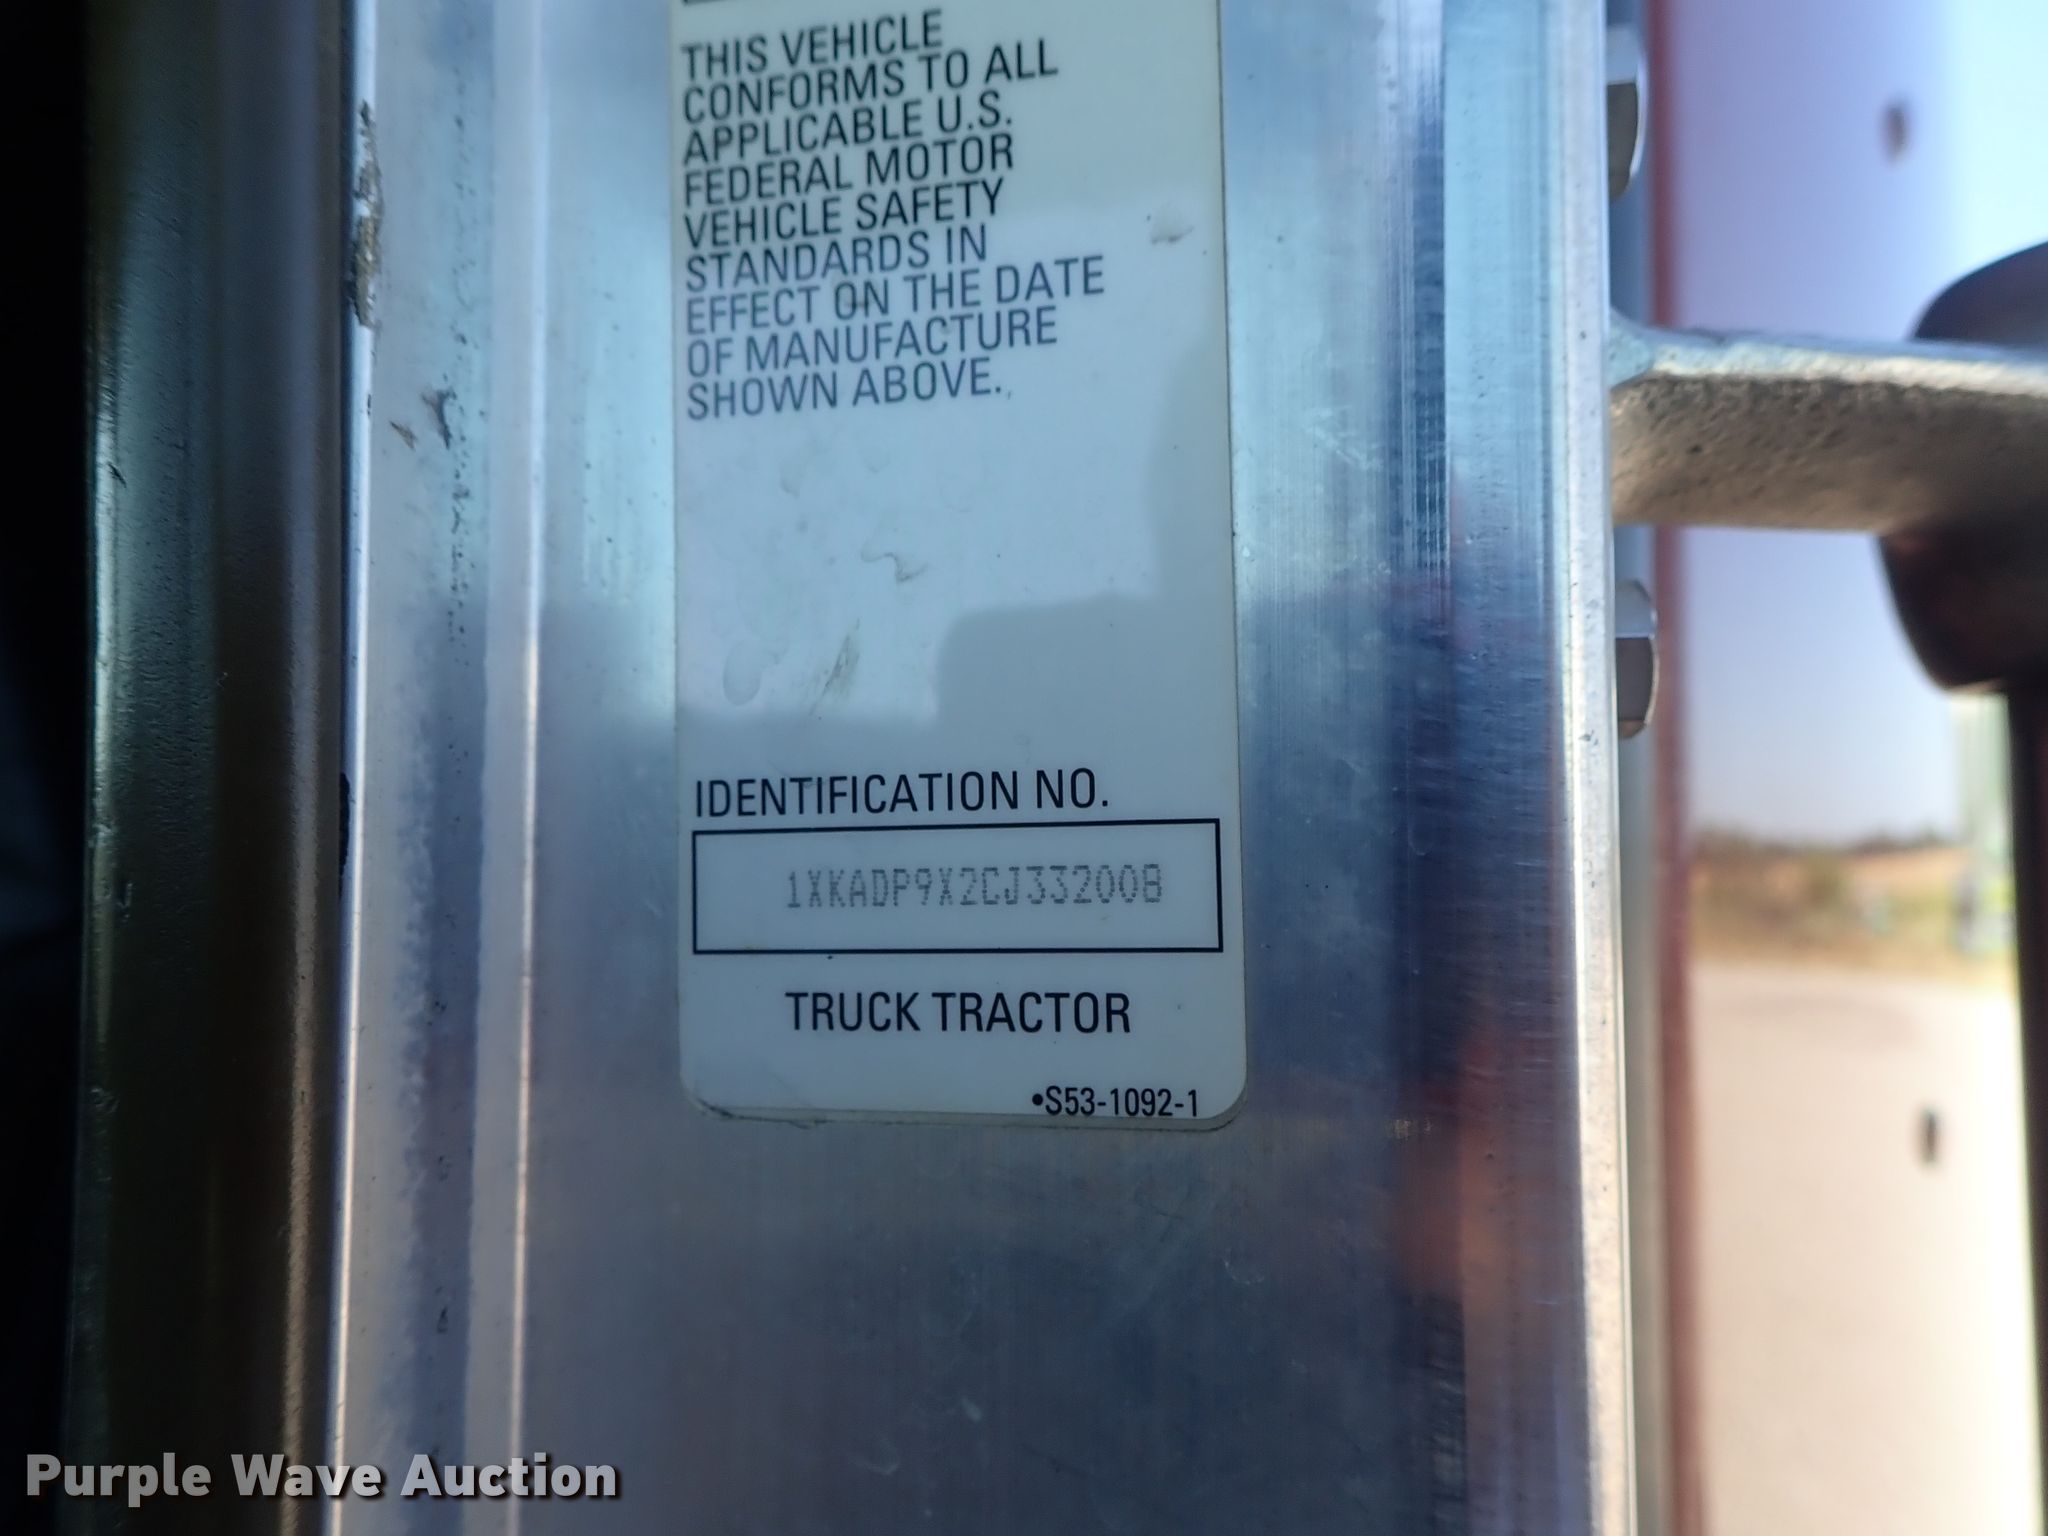 THIS VEHICLE
CONFORMS TO ALL
APPLICABLE U.S.
FEDERAL MOTOR
VEHICLE SAFETY
STANDARDS IN
EFFECT ON THE DATE
OF MANUFACTURE
SHOWN ABOVE.
IDENTIFICATION NO.
1XKADP9X2CJ332008
TRUCK TRACTOR
•S53-1092-1
Purple Wave Auction